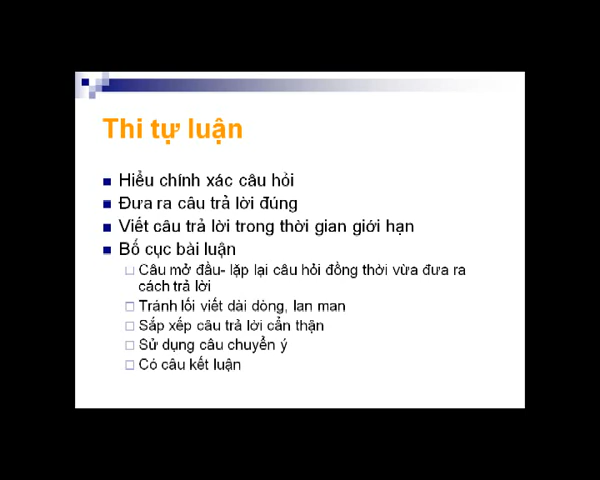 Thi tự luận
Hiểu chính xác câu hỏi
Đưa ra câu trả lời đúng
Viết câu trả lời trong thời gian giới hạn
Bố cục bài luận
Câu mở đầu- lặp lại câu hỏi đồng thời vừa đưa ra
cách trả lời
Tránh lối viết dài dòng, lan man
Sắp xếp câu trả lời cẩn thận
Sử dụng câu chuyển ý
Có câu kết luận